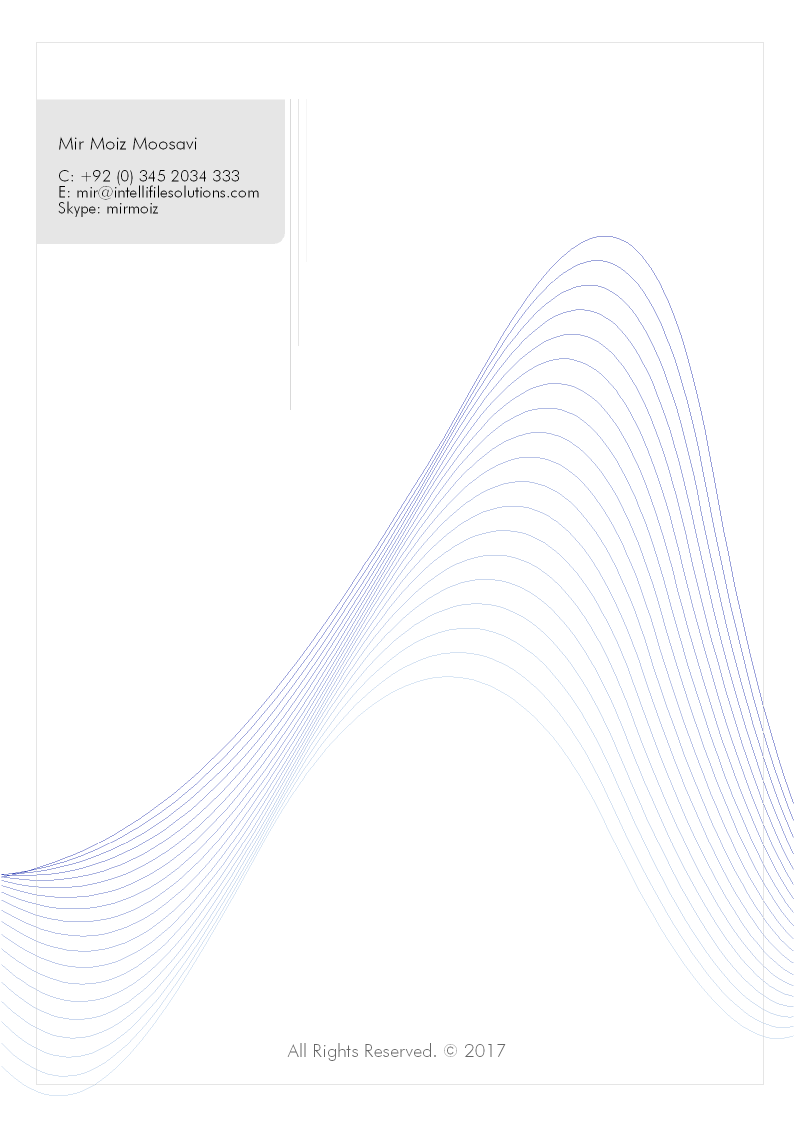 Mir Moiz Moosavi
C: +92 (0) 345 2034 333
E: mir@intellifilesolutions.com
Skype: mirmoiz
All Rights Reserved. © 2017